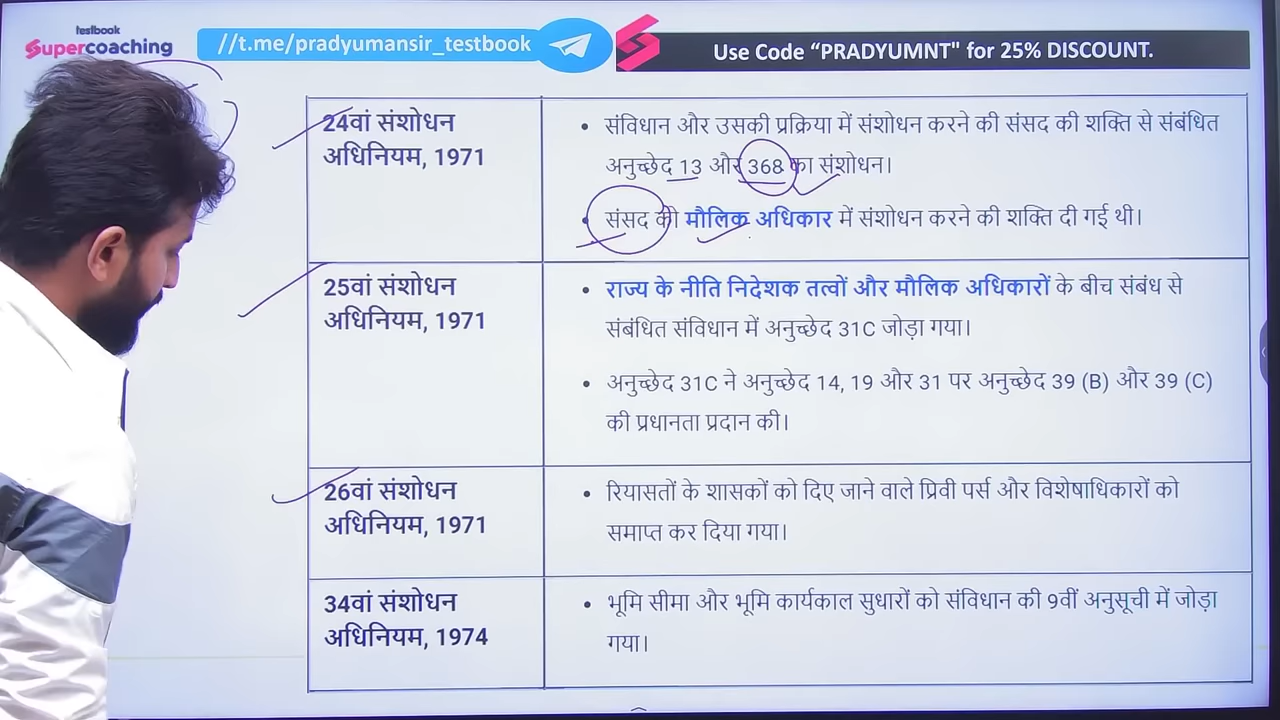 testbook
Supercoaching
//t.me/pradyumansir_testbook
Use Code “PRADYUMNT" for 25% DISCOUNT.
24वां संशोधन
अधिनियम, 1971
• संविधान और उसकी प्रक्रिया में संशोधन करने की संसद की शक्ति से संबंधित
अनुच्छेद 13 और 368 का संशोधन।
• संसद को मौलिक अधिकार में संशोधन करने की शक्ति दी गई थी।
25वां संशोधन
अधिनियम, 1971
• राज्य के नीति निदेशक तत्वों और मौलिक अधिकारों के बीच संबंध से
संबंधित संविधान में अनुच्छेद 31C जोड़ा गया।
• अनुच्छेद 31C ने अनुच्छेद 14, 19 और 31 पर अनुच्छेद 39 (B) और 39 (C)
की प्रधानता प्रदान की।
26वां संशोधन
अधिनियम, 1971
• रियासतों के शासकों को दिए जाने वाले प्रिवी पर्स और विशेषाधिकारों को
समाप्त कर दिया गया।
34वां संशोधन
अधिनियम, 1974
• भूमि सीमा और भूमि कार्यकाल सुधारों को संविधान की 9वीं अनुसूची में जोड़ा
गया।